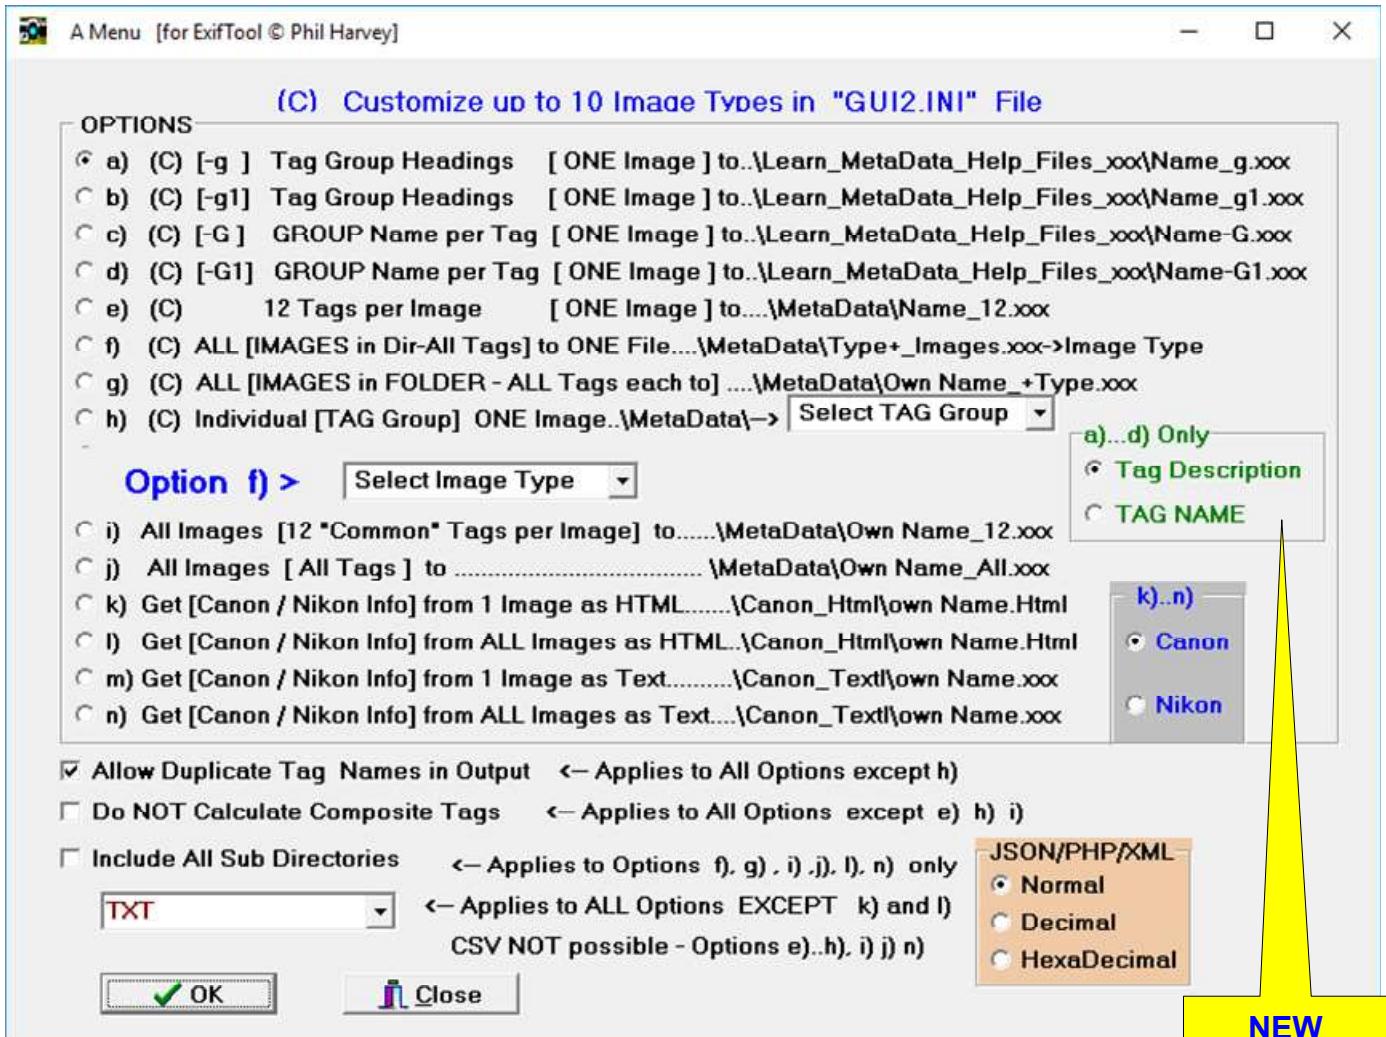 A Menu [for ExifTool © Phil Harvey]
(C) Customize up to 10 Image Types in "GUI2.INI" File
OPTIONS
a) (C) [-g ] Tag Group Headings [ ONE Image ] to..\Learn_MetaData_Help_Files_xxx\Name_g.xxx
b) (C) [-g1] Tag Group Headings [ ONE Image ] to..\Learn_MetaData_Help_Files_xxx\Name_g1.xxx
c) (C) [-G ] GROUP Name per Tag [ ONE Image ] to..\Learn_MetaData_Help_Files_xxx\Name-G.xxx
d) (C) [-G1] GROUP Name per Tag [ ONE Image ] to..\Learn_MetaData_Help_Files_xxx\Name-G1.xxx
e) (C) 12 Tags per Image [ ONE Image ] to....\MetaData\Name_12.xxx
f) (C) ALL [IMAGES in Dir-All Tags] to ONE File....\MetaData\Type+_Images.xxx->Image Type
g) (C) ALL [IMAGES in FOLDER - ALL Tags each to] ....\MetaData\Own Name_+Type.xxx
h) (C) Individual [TAG Group] ONE Image..\MetaData\--> Select TAG Group
a)...d) Only
Tag Description
TAG NAME
Option f) > Select Image Type
i) All Images [12 "Common" Tags per Image] to......\MetaData\Own Name_12.xxx
j) All Images [ All Tags ] to .................................. \MetaData\Own Name_All.xxx
k) Get [Canon / Nikon Info] from 1 Image as HTML.......\Canon_Html\own Name.Html
l) Get [Canon / Nikon Info] from ALL Images as HTML..\Canon_Html\own Name.Html
m) Get [Canon / Nikon Info] from 1 Image as Text..........\Canon_Textl\own Name.xxx
n) Get [Canon / Nikon Info] from ALL Images as Text....\Canon_Textl\own Name.xxx
k)..n)
Canon
Nikon
Allow Duplicate Tag Names in Output <-- Applies to All Options except h)
Do NOT Calculate Composite Tags <-- Applies to All Options except e) h) i)
Include All Sub Directories <-- Applies to Options f), g) , i) ,j), l), n) only
TXT <-- Applies to ALL Options EXCEPT k) and l)
CSV NOT possible - Options e)..h), i) j) n)
JSON/PHP/XML
Normal
Decimal
HexaDecimal
OK
Close
NEW